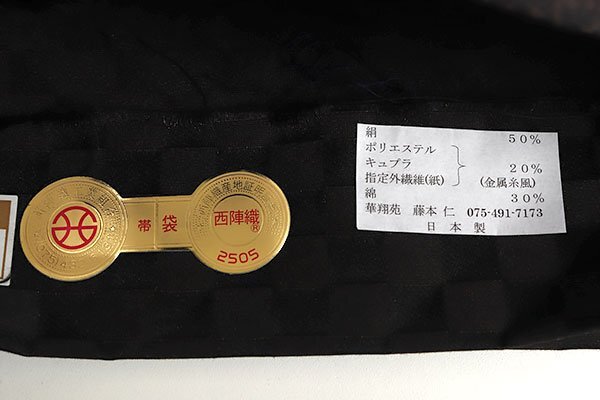 絹 50%
ポリエステル
キュプラ 20%
指定外繊維(紙) (金属糸風)
綿 30%
華翔苑 藤本 仁 075-491-7173
日 本 製
帯 袋
西陣織®
2505